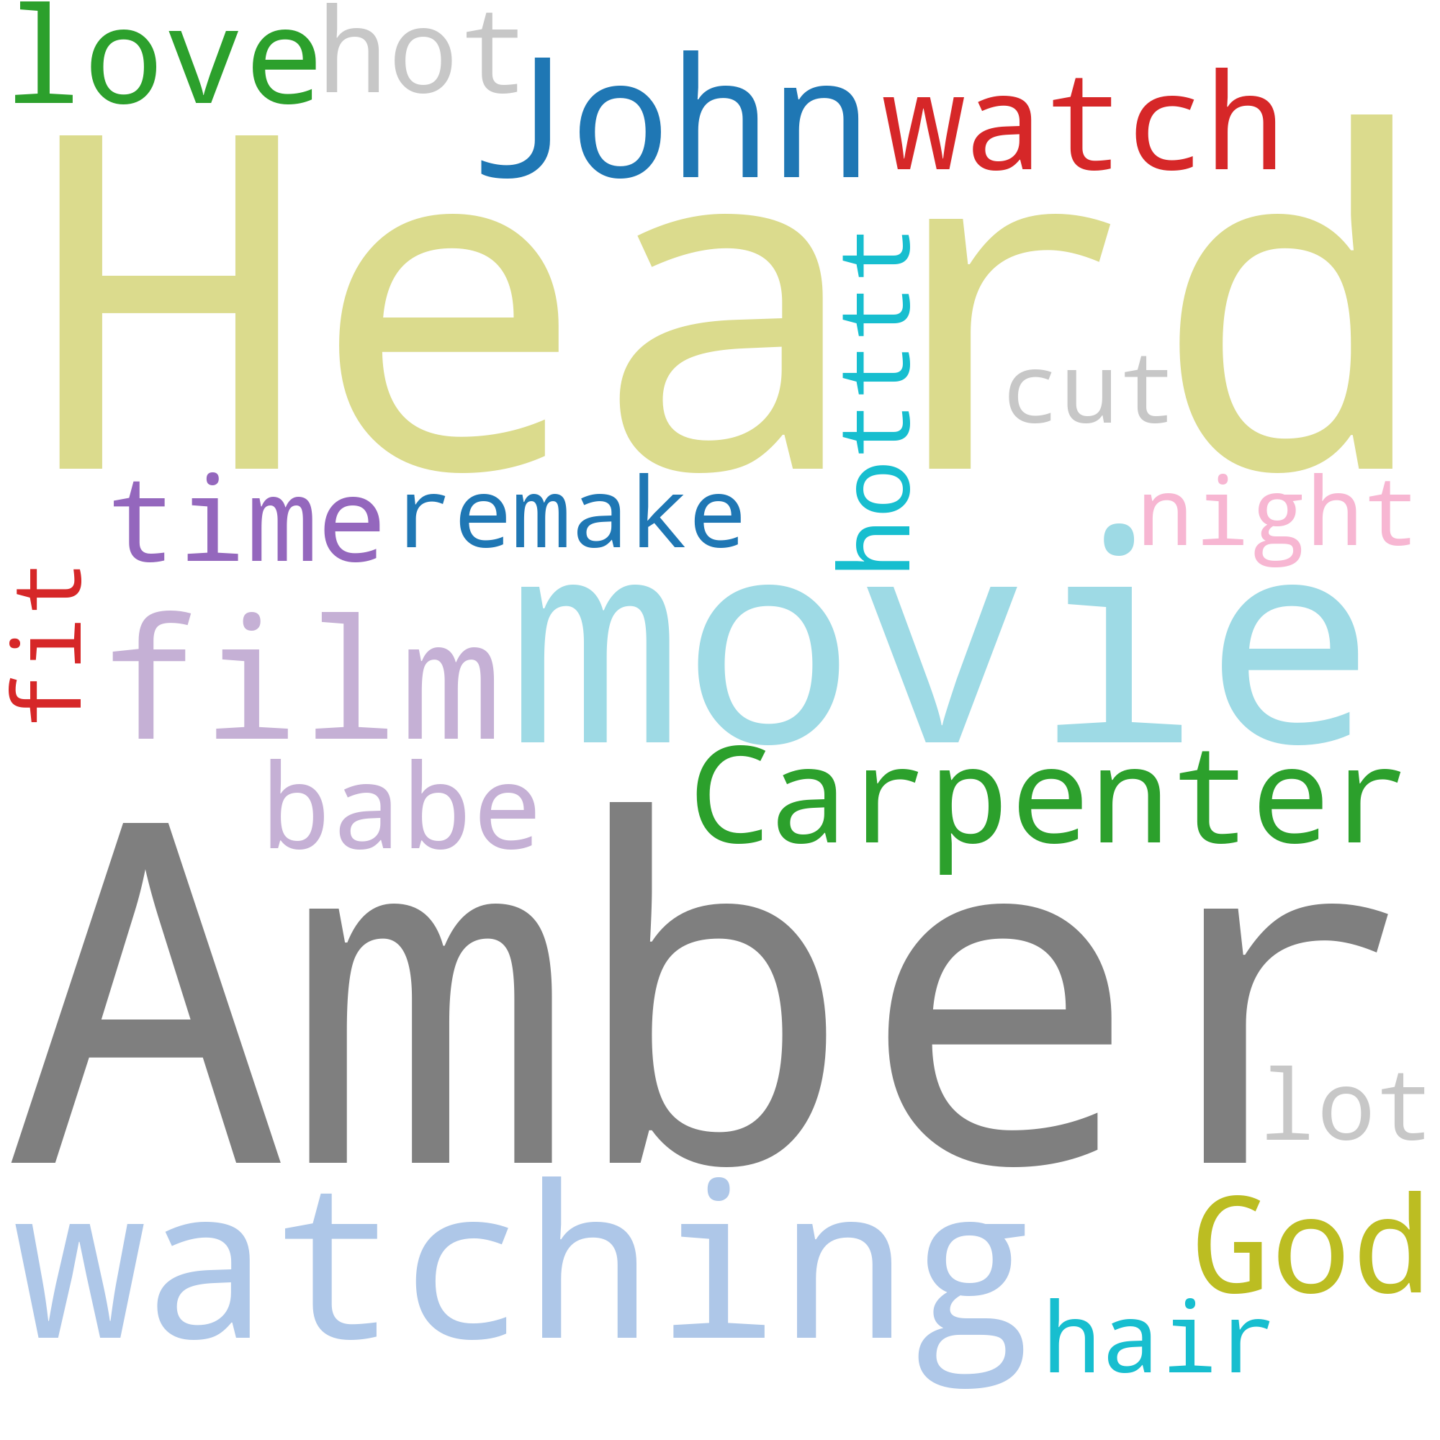 love hot
John watch
Heard
hottttt
cut
time remake night
fit
film movie
babe Carpenter
Amber
lot
watching God
hair